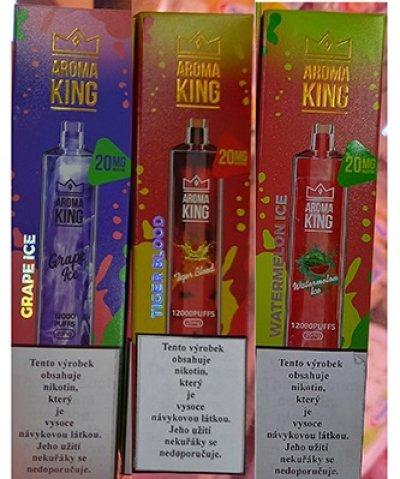 AROMA
KING
20MG
AROMA
KING
Grape
Ice
12000
PUFFS
20MG
GRAPE ICE
Tento výrobek
obsahuje
nikotin,
který
je
vysoce
návykovou látkou.
Jeho užití
nekuřáky se
nedoporučuje.
AROMA
KING
20MG
AROMA
KING
Tiger Blood
12000PUFFS
20MG
TIGER BLOOD
Tento výrobek
obsahuje
nikotin,
který
je
vysoce
návykovou látkou.
Jeho užití
nekuřáky se
nedoporučuje.
AROMA
KING
20MG
AROMA
KING
Watermelon
Ice
12000PUFFS
20MG
WATERMELON ICE
Tento výrobek
obsahuje
nikotin,
který
je
vysoce
návykovou látkou.
Jeho užití
nekuřáky se
nedoporučuje.